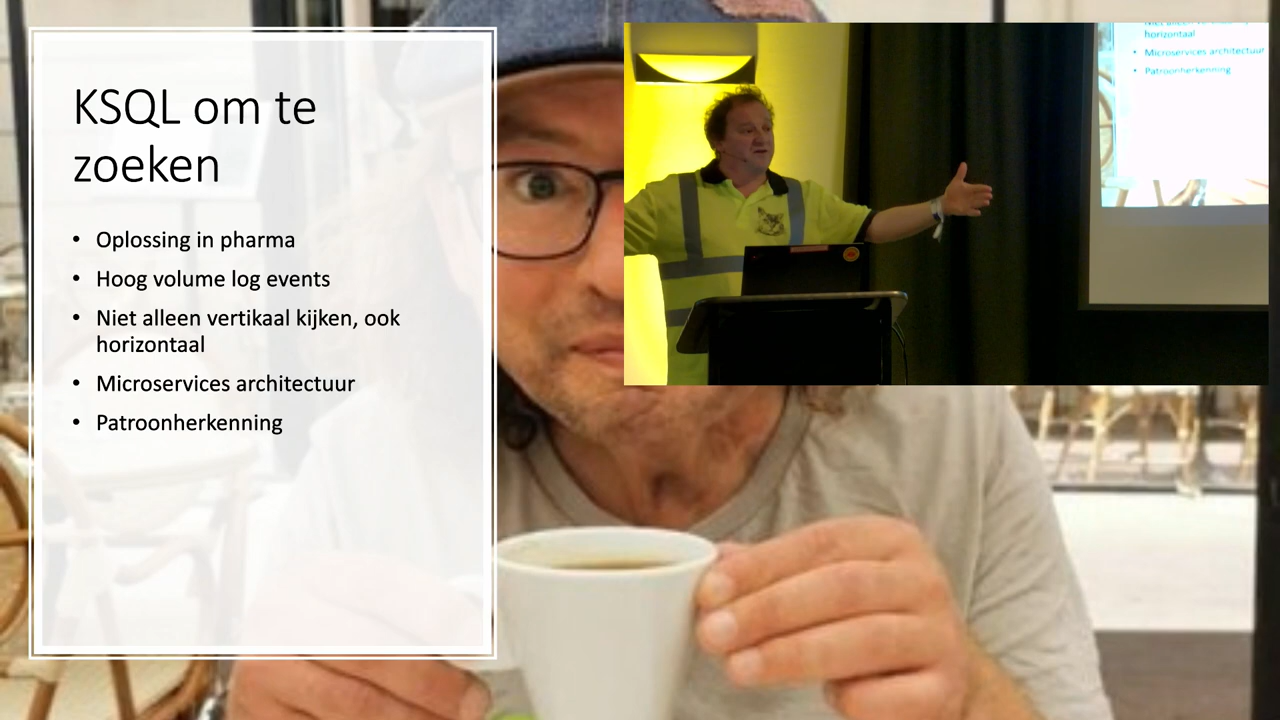 KSQL om te
zoeken
• Oplossing in pharma
• Hoog volume log events
• Niet alleen vertikaal kijken, ook
horizontaal
• Microservices architectuur
• Patroonherkenning
horizontaal
• Microservices architectuur
• Patroonherkenning